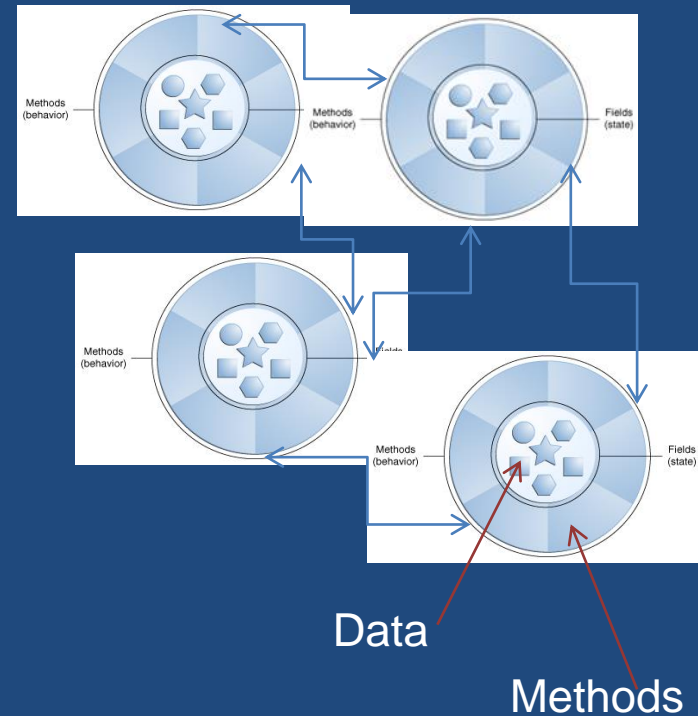 Methods
(behavior)
Methods
(behavior)
Fields
(state)
Methods
(behavior)
Methods
(behavior)
Fields
(state)
Data
Methods